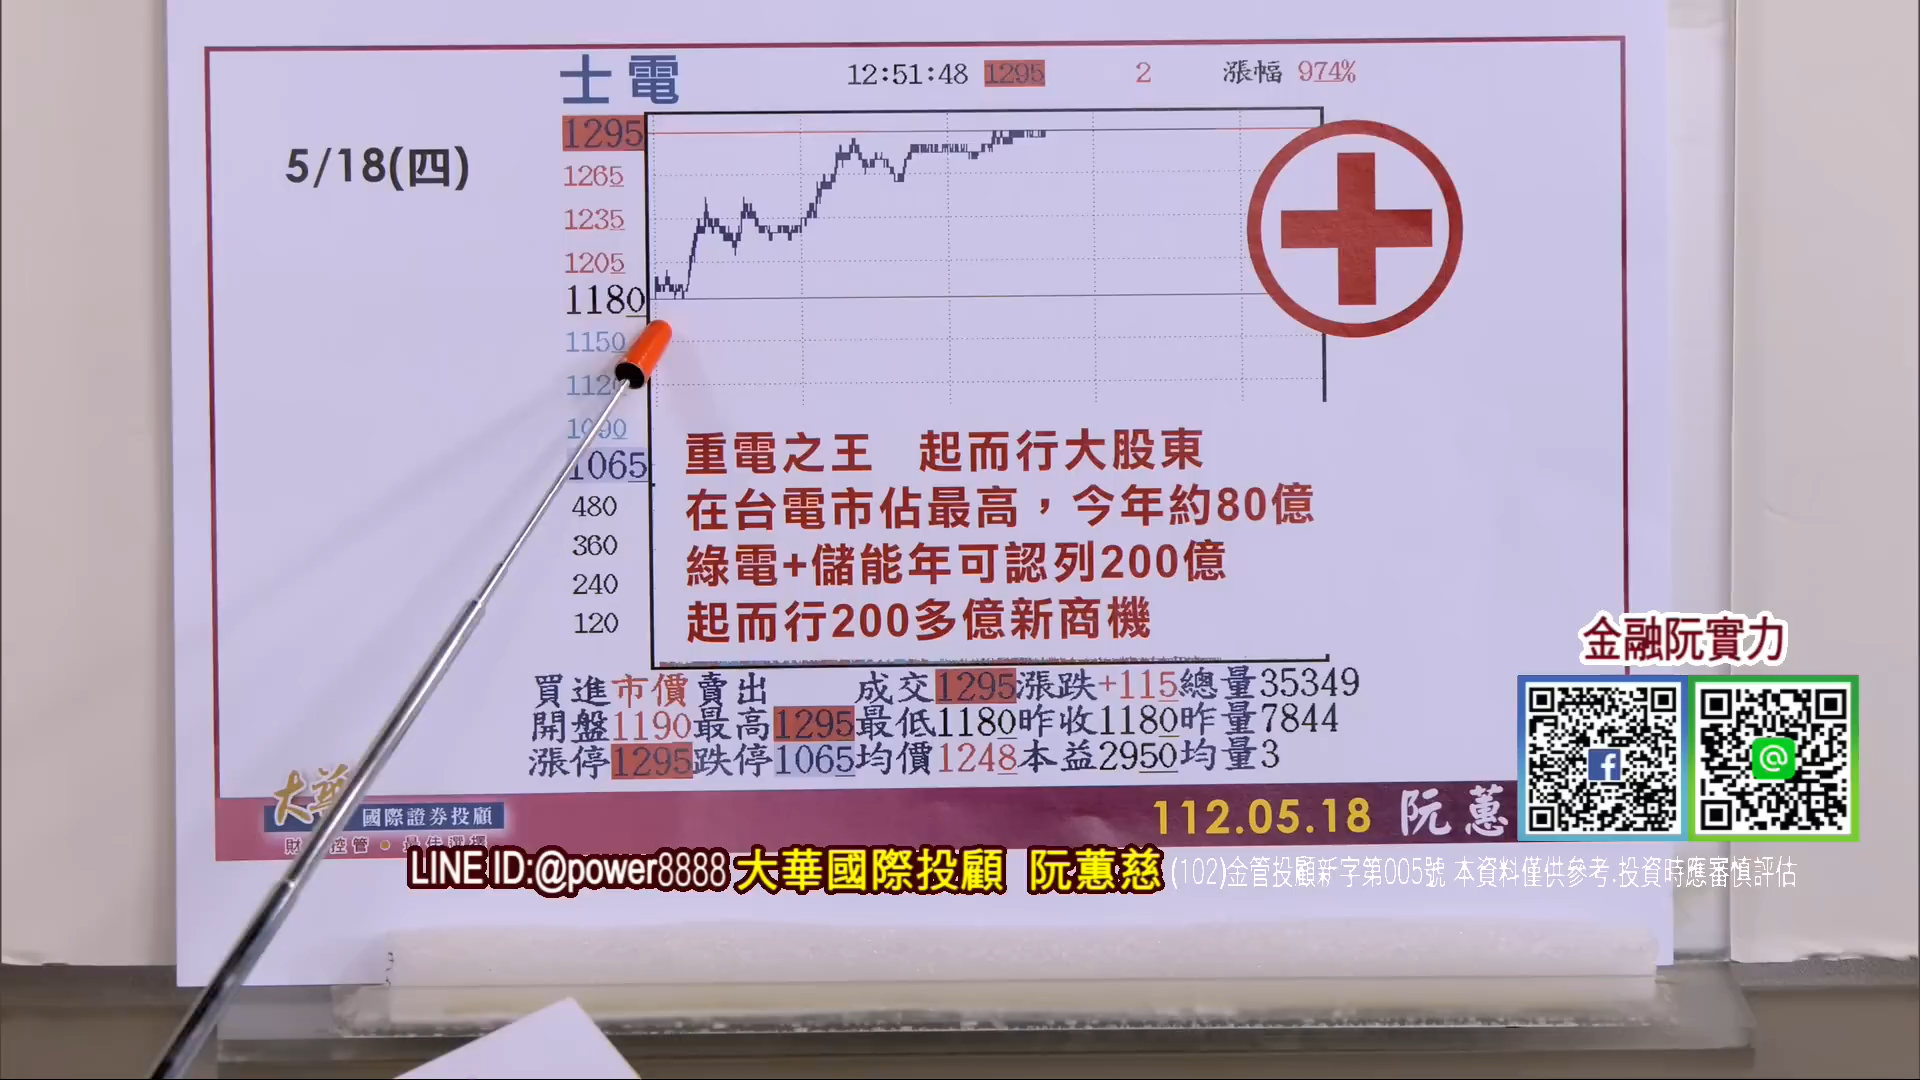 士電 12:51:48 1295 2 漲幅 974%
5/18(四)
1295
1265
1235
1205
1180
1150
1120
1090
1065
480
360
240
120
重電之王 起而行大股東
在台電市佔最高，今年約80億
綠電+儲能年可認列200億
起而行200多億新商機
買進市價賣出 成交1295漲跌+115總量35349
開盤1190最高1295最低1180昨收1180昨量7844
漲停1295跌停1065均價1248本益2950均量3
金融阮實力
大華
國際證券投顧
112.05.18 阮蕙
LINE ID:@power8888 大華國際投顧 阮蕙慈 (102)金管投顧新字第005號 本資料僅供參考.投資時應審慎評估